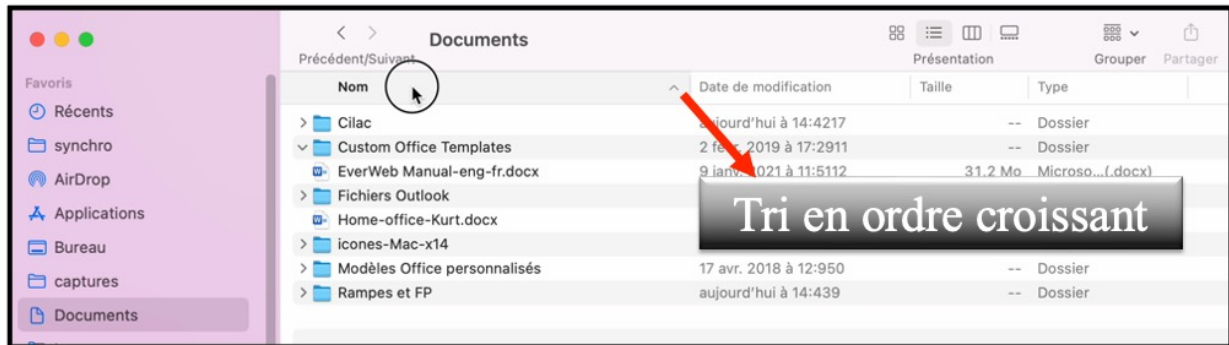 Documents
Précédent/Suivant
Présentation
Grouper
Partager
Favoris
Récents
synchro
AirDrop
Applications
Bureau
captures
Documents
Nom
Date de modification
Taille
Type
Cilac
aujourd'hui à 14:4217
--
Dossier
Custom Office Templates
2 févr. 2019 à 17:2911
--
Dossier
EverWeb Manual-eng-fr.docx
9 janv. 2021 à 11:5112
31,2 Mo
Microso...(.docx)
Fichiers Outlook
Home-office-Kurt.docx
icones-Mac-x14
Modèles Office personnalisés
17 avr. 2018 à 12:950
--
Dossier
Rampes et FP
aujourd'hui à 14:439
--
Dossier
Tri en ordre croissant